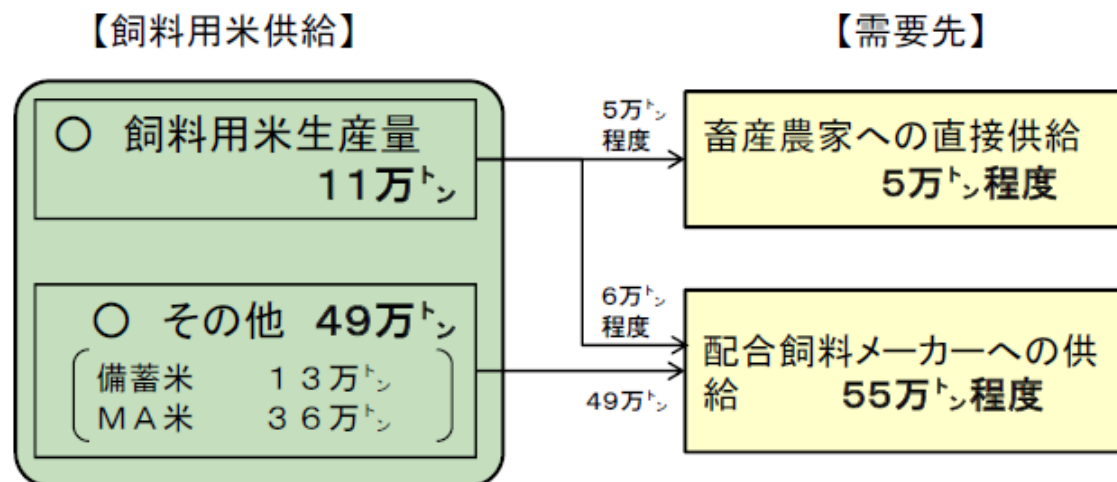 【飼料用米供給】
【需要先】
○ 飼料用米生産量
11万㌧
○ その他 49万㌧
備蓄米 13万㌧
MA米 36万㌧
5万㌧
程度
6万㌧
程度
49万㌧
畜産農家への直接供給
5万㌧程度
配合飼料メーカーへの供
給 55万㌧程度